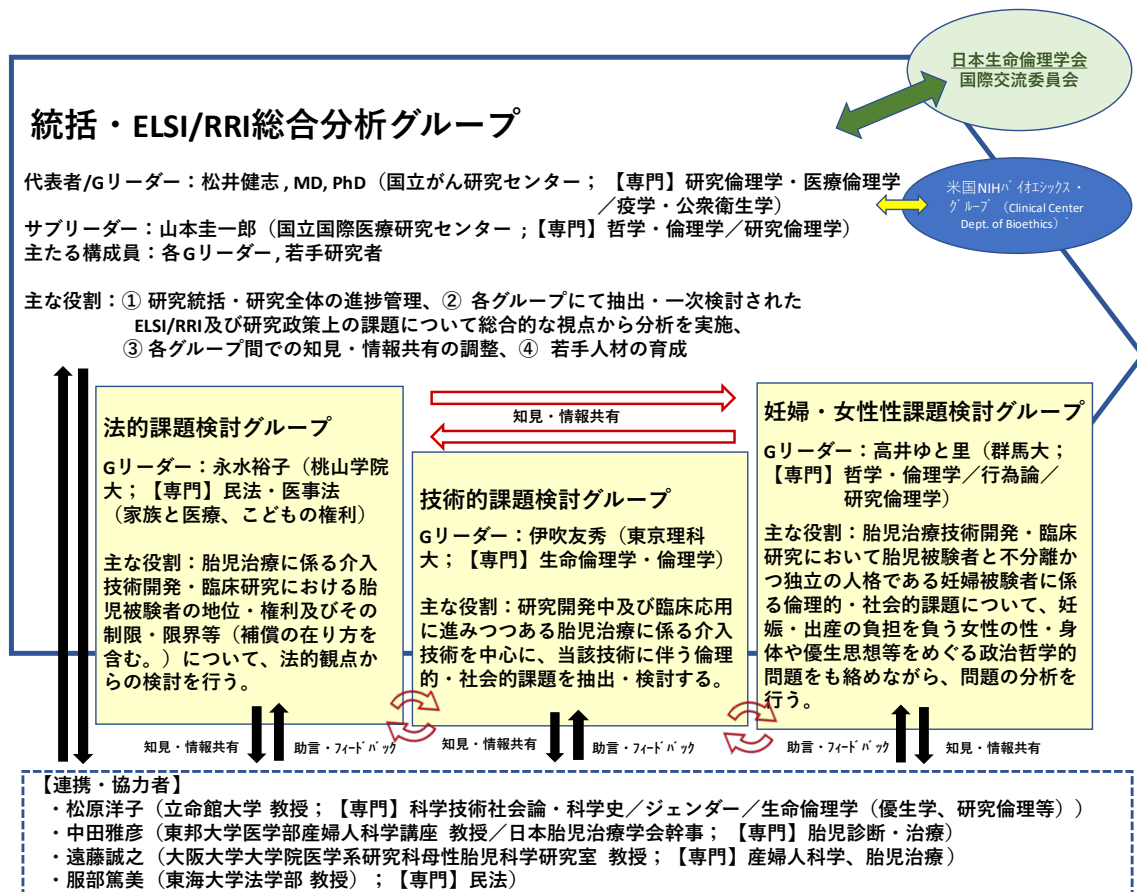 日本生命倫理学会
国際交流委員会
統括・ELSI/RRI総合分析グループ
代表者/Gリーダー：松井健志 , MD, PhD（国立がん研究センター； 【専門】研究倫理学・医療倫理学
／疫学・公衆衛生学）
サブリーダー：山本圭一郎（国立国際医療研究センター ;【専門】哲学・倫理学／研究倫理学）
主たる構成員：各Gリーダー , 若手研究者
米国NIHバイオエシックス・
グループ（Clinical Center
Dept. of Bioethics）
主な役割：① 研究統括・研究全体の進捗管理、② 各グループにて抽出・一次検討された
ELSI/RRI及び研究政策上の課題について総合的な視点から分析を実施、
③ 各グループ間での知見・情報共有の調整、④ 若手人材の育成
法的課題検討グループ
Gリーダー：永水裕子（桃山学院
大；【専門】民法・医事法
（家族と医療、こどもの権利）
主な役割：胎児治療に係る介入
技術開発・臨床研究における胎
児被験者の地位・権利及びその
制限・限界等（補償の在り方を
含む。）について、法的観点か
らの検討を行う。
知見・情報共有
技術的課題検討グループ
Gリーダー：伊吹友秀（東京理科
大；【専門】生命倫理学・倫理学）
主な役割：研究開発中及び臨床応用
に進みつつある胎児治療に係る介入
技術を中心に、当該技術に伴う倫理
的・社会的課題を抽出・検討する。
妊婦・女性性課題検討グループ
Gリーダー：高井ゆと里（群馬大；
【専門】哲学・倫理学／行為論／
研究倫理学）
主な役割：胎児治療技術開発・臨床
研究において胎児被験者と不分離か
つ独立の人格である妊婦被験者に係
る倫理的・社会的課題について、妊
娠・出産の負担を負う女性の性・身
体や優生思想等をめぐる政治哲学的
問題をも絡めながら、問題の分析を
行う。
知見・情報共有
助言・フィードバック
知見・情報共有
助言・フィードバック
助言・フィードバック
知見・情報共有
【連携・協力者】
・松原洋子（立命館大学 教授；【専門】科学技術社会論・科学史／ジェンダー／生命倫理学（優生学、研究倫理等））
・中田雅彦（東邦大学医学部産婦人科学講座 教授／日本胎児治療学会幹事；【専門】胎児診断・治療）
・遠藤誠之（大阪大学大学院医学系研究科母性胎児科学研究室 教授；【専門】産婦人科学、胎児治療）
・服部篤美（東海大学法学部 教授）；【専門】民法）